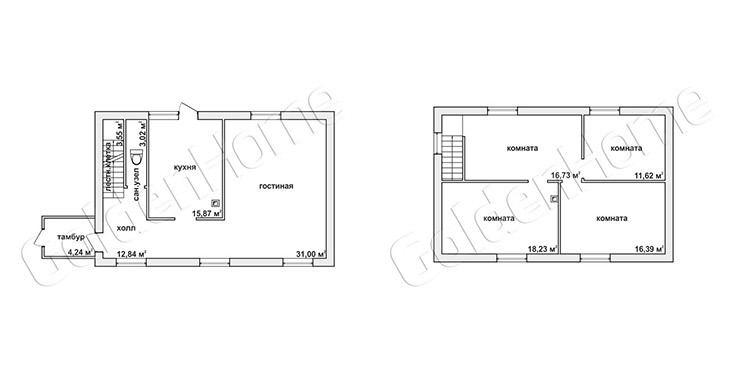 GoldenHome
лестн.клетка
3,55 м²
сан.узел
3,02 м²
кухня
15,87 м²
гостиная
31,00 м²
холл
12,84 м²
тамбур
4,24 м²
GoldenHome
комната
16,73 м²
комната
11,62 м²
комната
18,23 м²
комната
16,39 м²